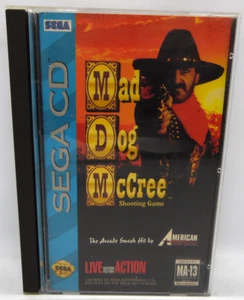 SEGA
SEGA CD
Mad
Dog
McCree
Shooting Game
The Arcade Smash Hit by
AMERICAN
LIVE ACTION
MA-13
SEGA